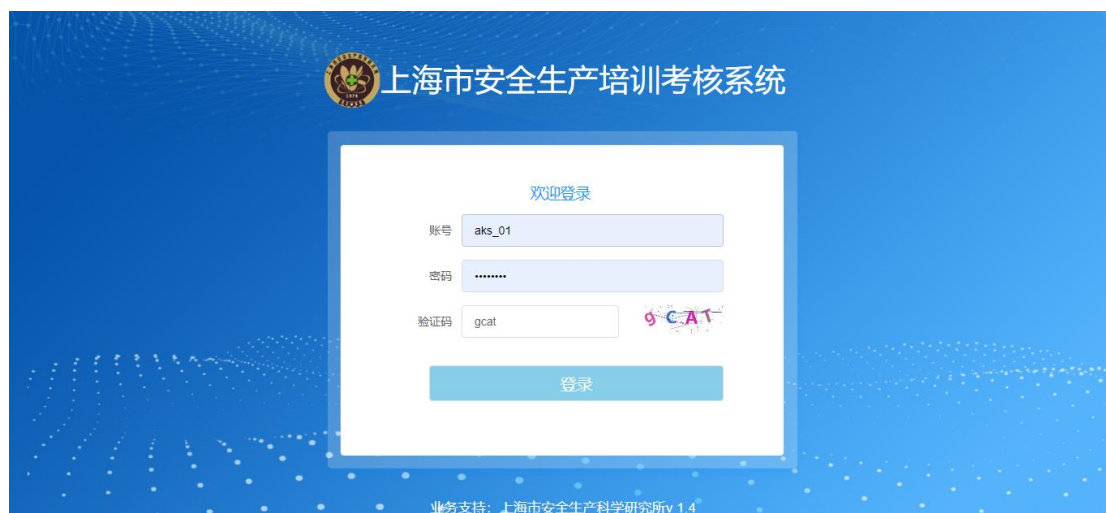 上海市安全生产培训考核系统
欢迎登录
账号 aks_01
密码 ••••••••
验证码 gcat gCAT
登录
业务支持：上海市安全生产科学研究所v 1.4